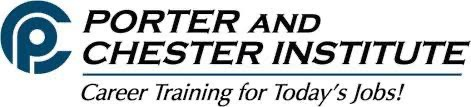 PORTER AND
CHESTER INSTITUTE
Career Training for Today's Jobs!